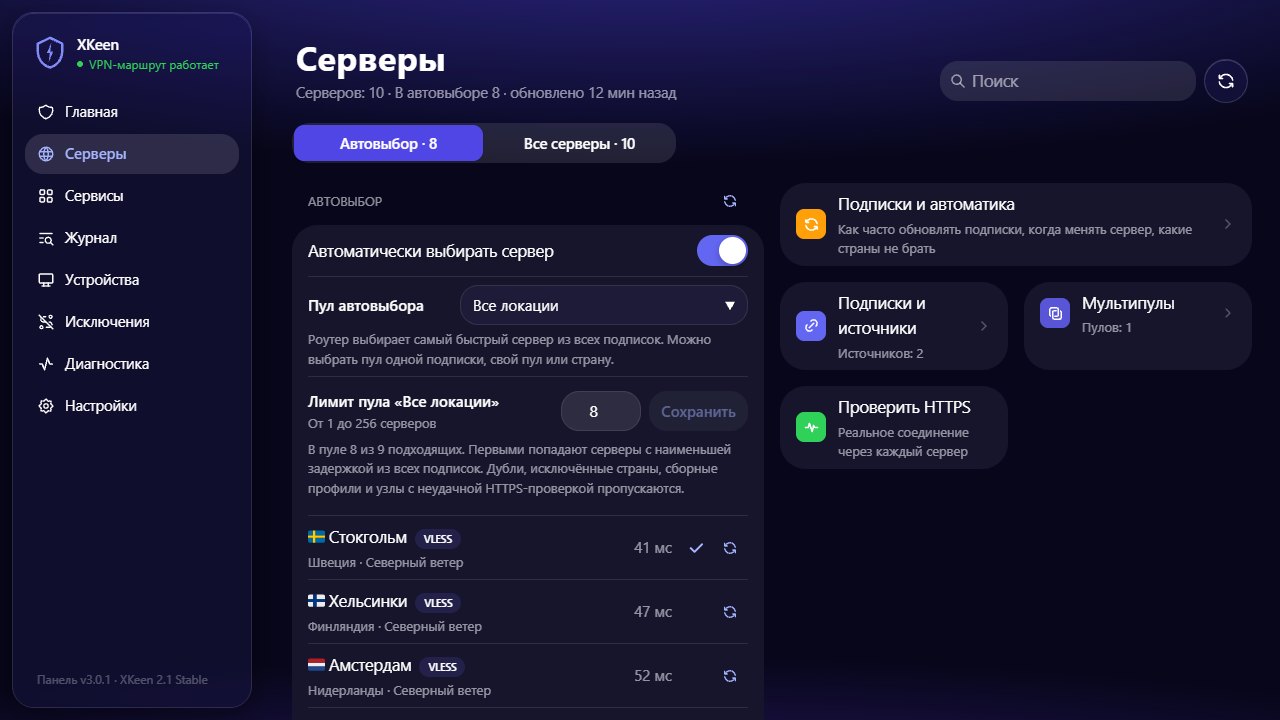 XKeen
VPN-маршрут работает
Главная
Серверы
Сервисы
Журнал
Устройства
Исключения
Диагностика
Настройки
Панель v3.0.1 · XKeen 2.1 Stable
Серверы
Серверов: 10 · В автовыборе 8 · обновлено 12 мин назад
Поиск
Автовыбор · 8
Все серверы · 10
АВТОВЫБОР
Автоматически выбирать сервер
Пул автовыбора
Все локации
Роутер выбирает самый быстрый сервер из всех подписок. Можно
выбрать пул одной подписки, свой пул или страну.
Лимит пула «Все локации»
От 1 до 256 серверов
8
Сохранить
В пуле 8 из 9 подходящих. Первыми попадают серверы с наименьшей
задержкой из всех подписок. Дубли, исключённые страны, сборные
профили и узлы с неудачной HTTPS-проверкой пропускаются.
Стокгольм VLESS
Швеция · Северный ветер
41 мс
Хельсинки VLESS
Финляндия · Северный ветер
47 мс
Амстердам VLESS
Нидерланды · Северный ветер
52 мс
Подписки и автоматика
Как часто обновлять подписки, когда менять сервер, какие
страны не брать
Подписки и
источники
Источников: 2
Мультипулы
Пулов: 1
Проверить HTTPS
Реальное соединение
через каждый сервер